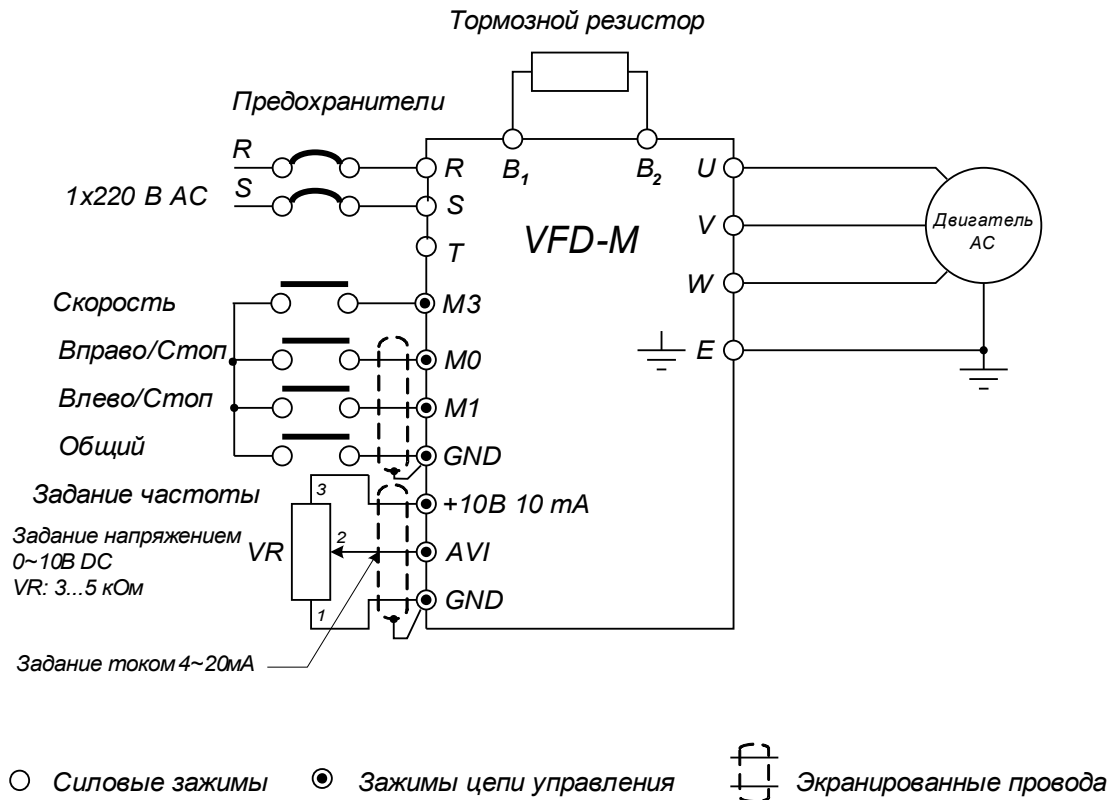 Тормозной резистор
Предохранители
R
S
1x220 В AC
R
S
T
B1
B2
U
V
W
E
VFD-M
Двигатель
AC
Скорость
M3
Вправо/Стоп
M0
Влево/Стоп
M1
Общий
GND
Задание частоты
3
+10В 10 mA
Задание напряжением
0~10В DC
VR: 3...5 кОм
VR
2
AVI
1
GND
Задание током 4~20мА
Силовые зажимы
Зажимы цепи управления
Экранированные провода